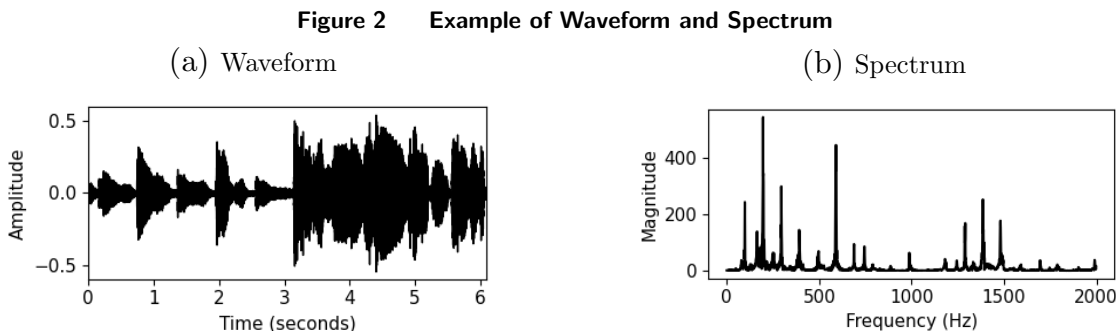 Figure 2 Example of Waveform and Spectrum
(a) Waveform
(b) Spectrum
0.5
0.0
−0.5
Amplitude
0 1 2 3 4 5 6
Time (seconds)
400
200
0
Magnitude
0 500 1000 1500 2000
Frequency (Hz)